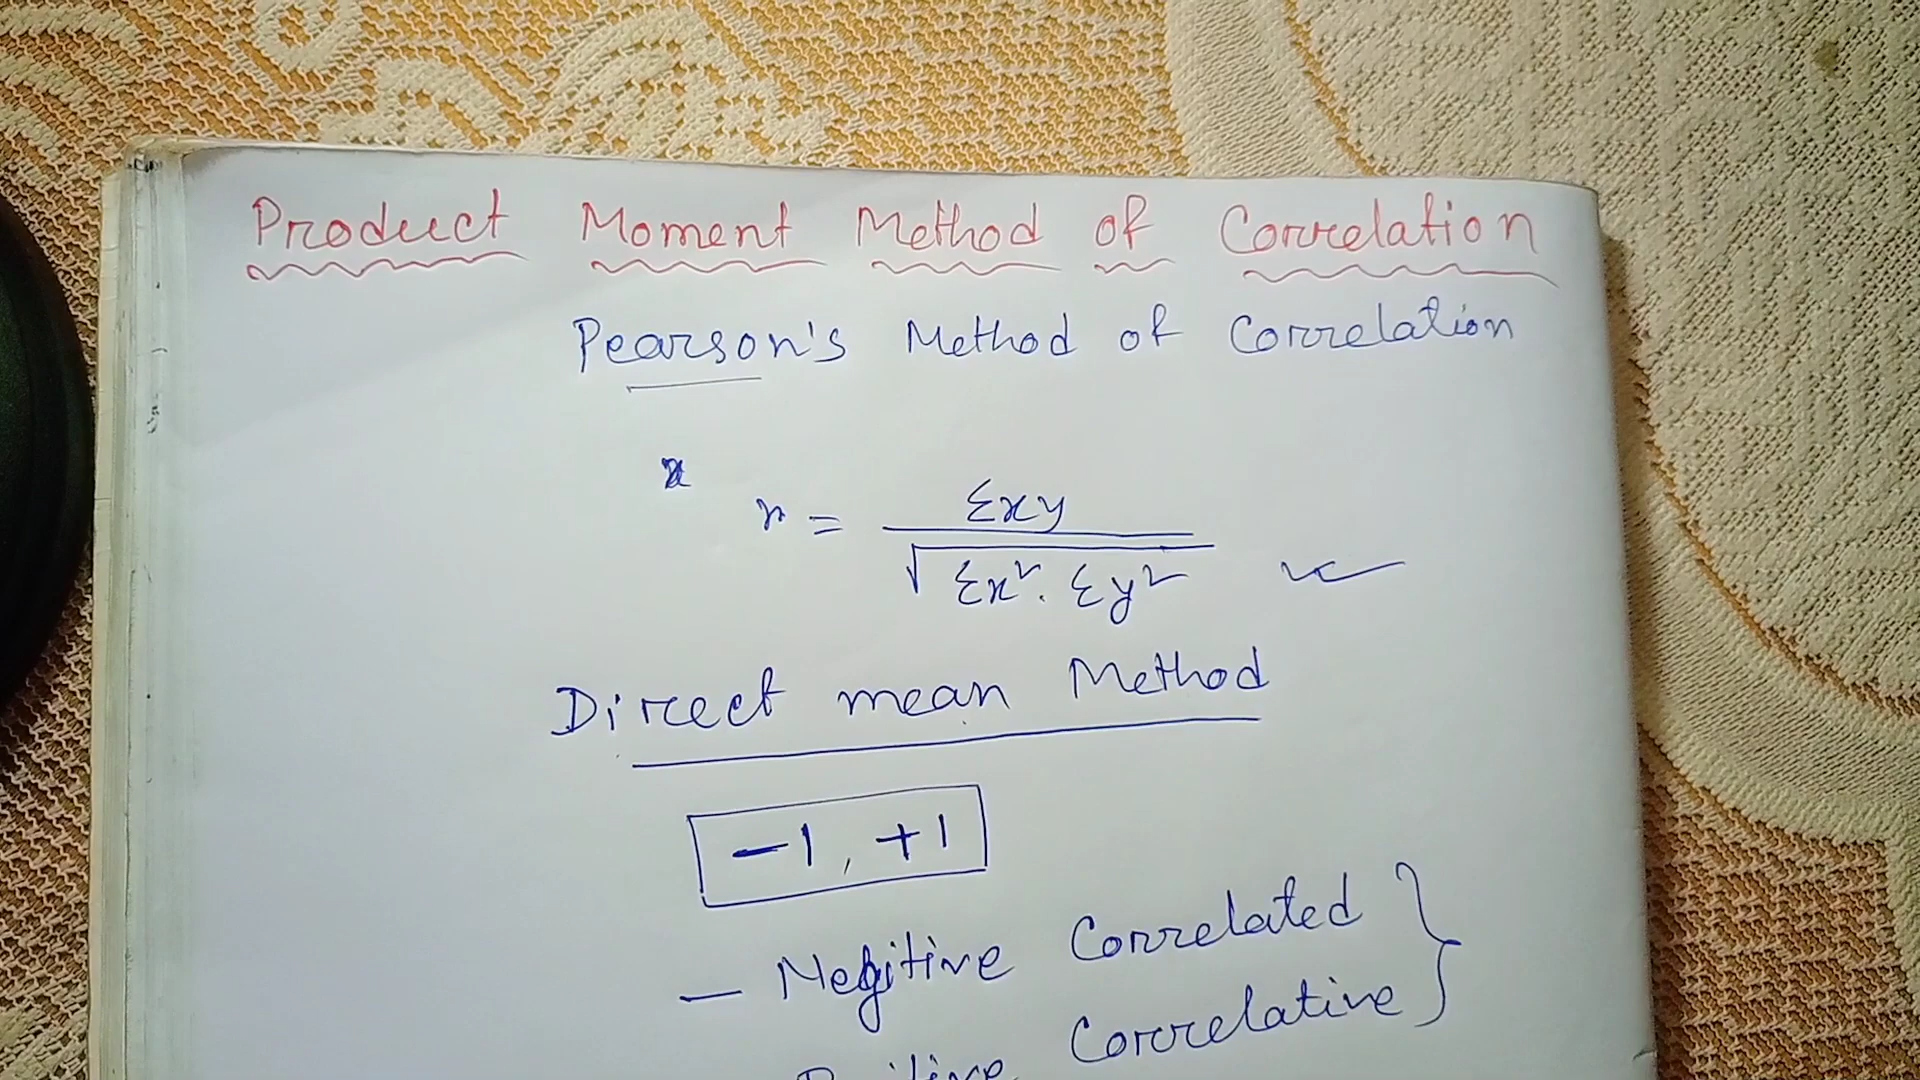 Product Moment Method of Correlation
Pearson's Method of Correlation
r = Σxy / √Σx² . Σy²
Direct mean Method
-1, +1
— Negitive Correlated
Positive Correlative